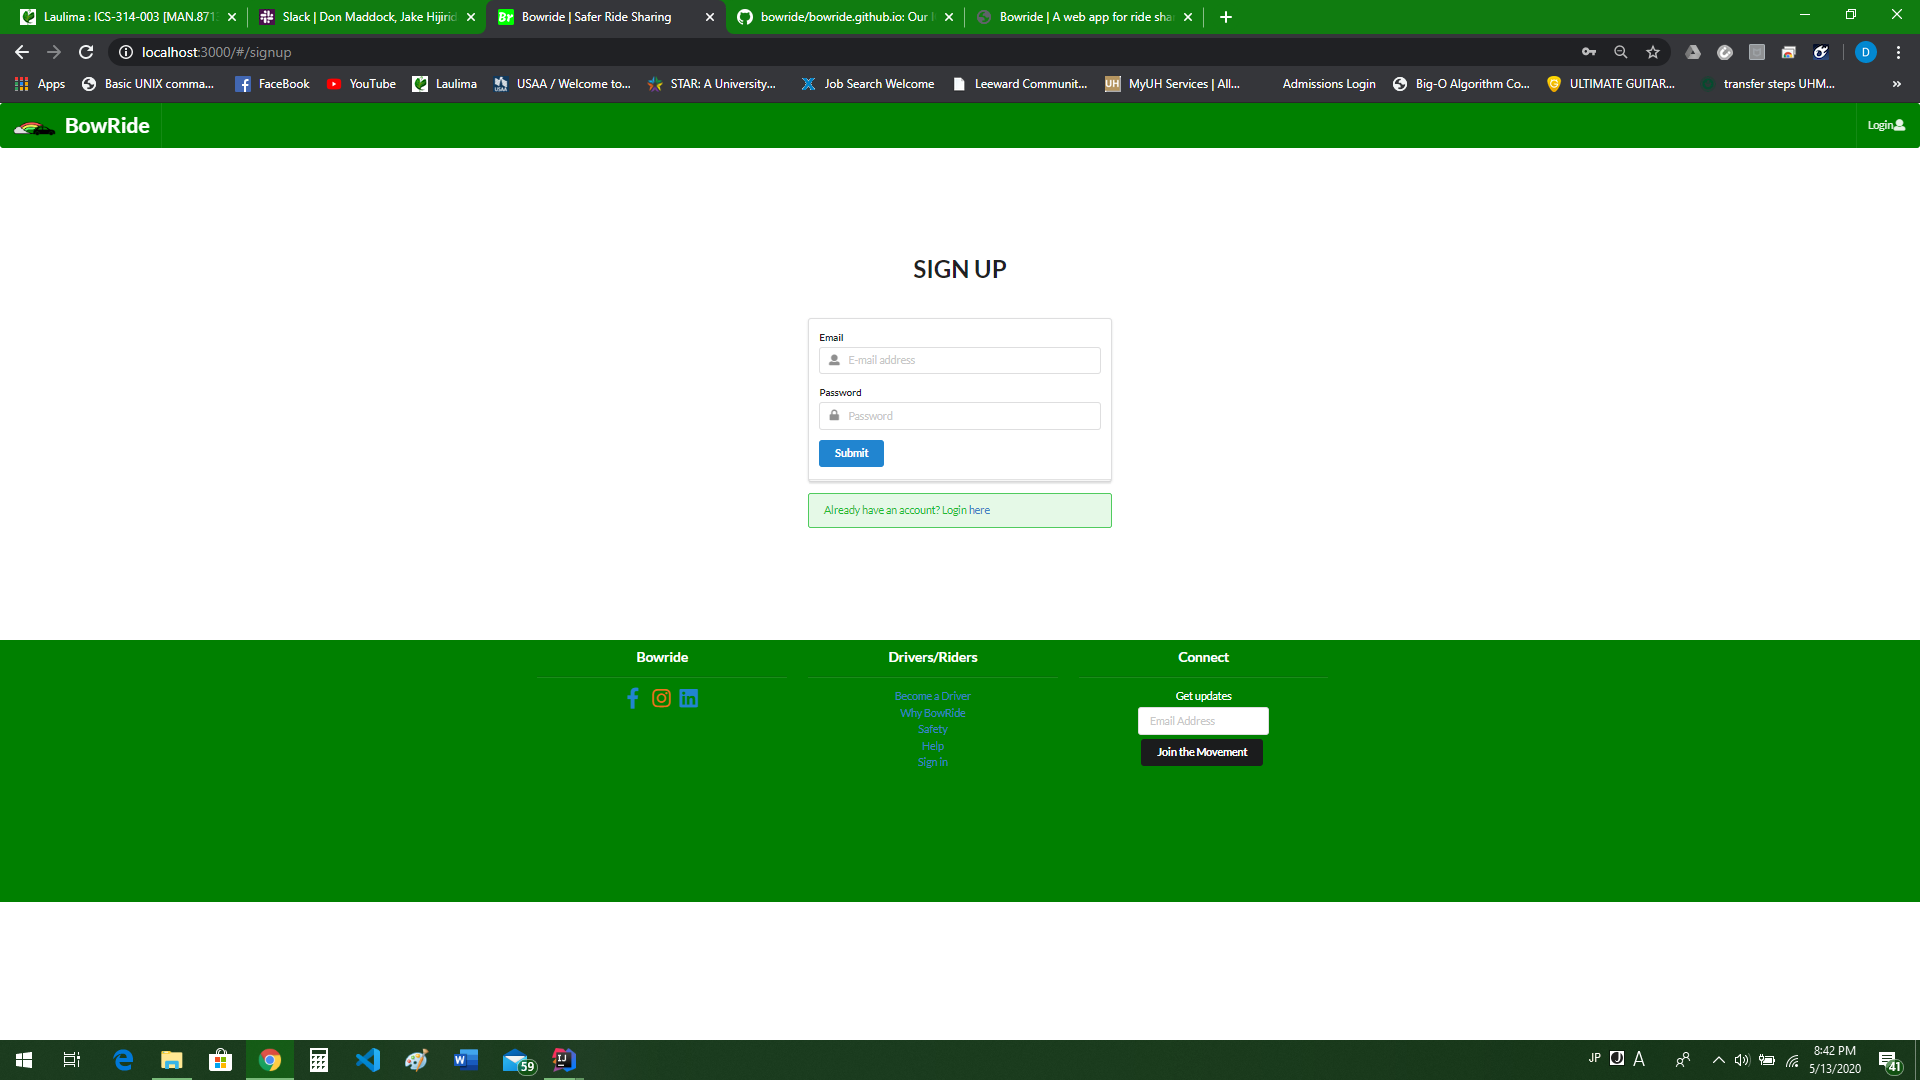 Laulima : ICS-314-003 [MAN.871
Slack | Don Maddock, Jake Hijirid
Bowride | Safer Ride Sharing
bowride/bowride.github.io: Our
Bowride | A web app for ride sha
localhost:3000/#/signup
D
Apps
Basic UNIX comma...
FaceBook
YouTube
Laulima
USAA / Welcome to...
STAR: A University...
Job Search Welcome
Leeward Communit...
MyUH Services | All...
Admissions Login
Big-O Algorithm Co...
ULTIMATE GUITAR...
transfer steps UHM...
»
BowRide
Login
SIGN UP
Email
E-mail address
Password
Password
Submit
Already have an account? Login here
Bowride
Drivers/Riders
Become a Driver
Why BowRide
Safety
Help
Sign in
Connect
Get updates
Email Address
Join the Movement
59
JP
J
A
8:42 PM
5/13/2020
41